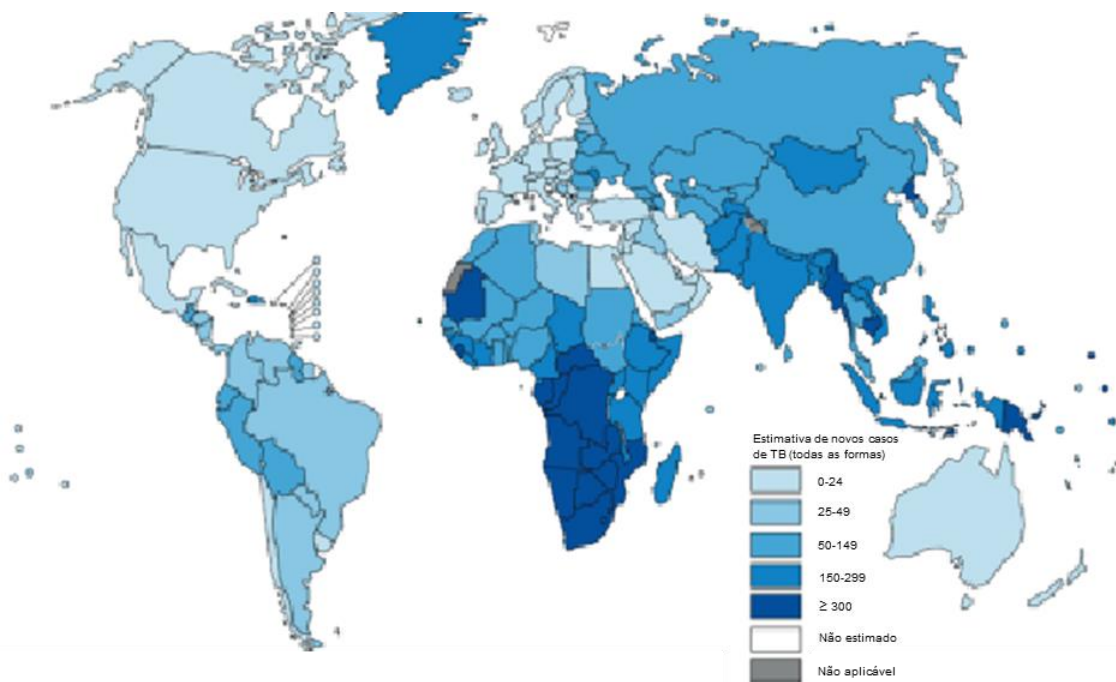 Estimativa de novos casos
de TB (todas as formas)
0-24
25-49
50-149
150-299
≥ 300
Não estimado
Não aplicável